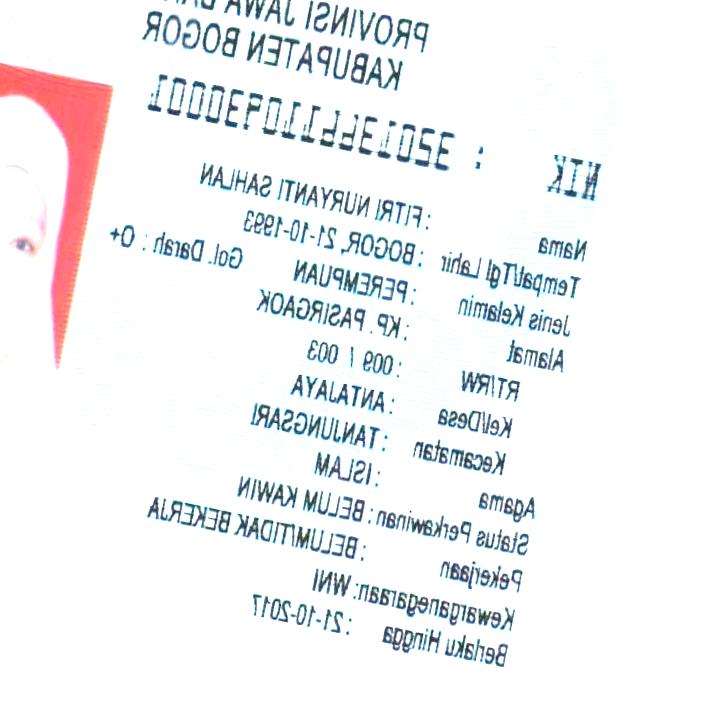 PROVINSI JAWA
KABUPATEN BOGOR
NIK : 3201366110930001
Nama : FITRI NURYANTI SAHLAN
Tempat/Tgl Lahir : BOGOR, 21-10-1993
Jenis Kelamin : PEREMPUAN Gol. Darah : O+
Alamat : KP. PASIRGAOK
RT/RW : 009 / 003
Kel/Desa : ANTAJAYA
Kecamatan : TANJUNGSARI
Agama : ISLAM
Status Perkawinan : BELUM KAWIN
Pekerjaan : BELUM/TIDAK BEKERJA
Kewarganegaraan: WNI
Berlaku Hingga : 21-10-2017